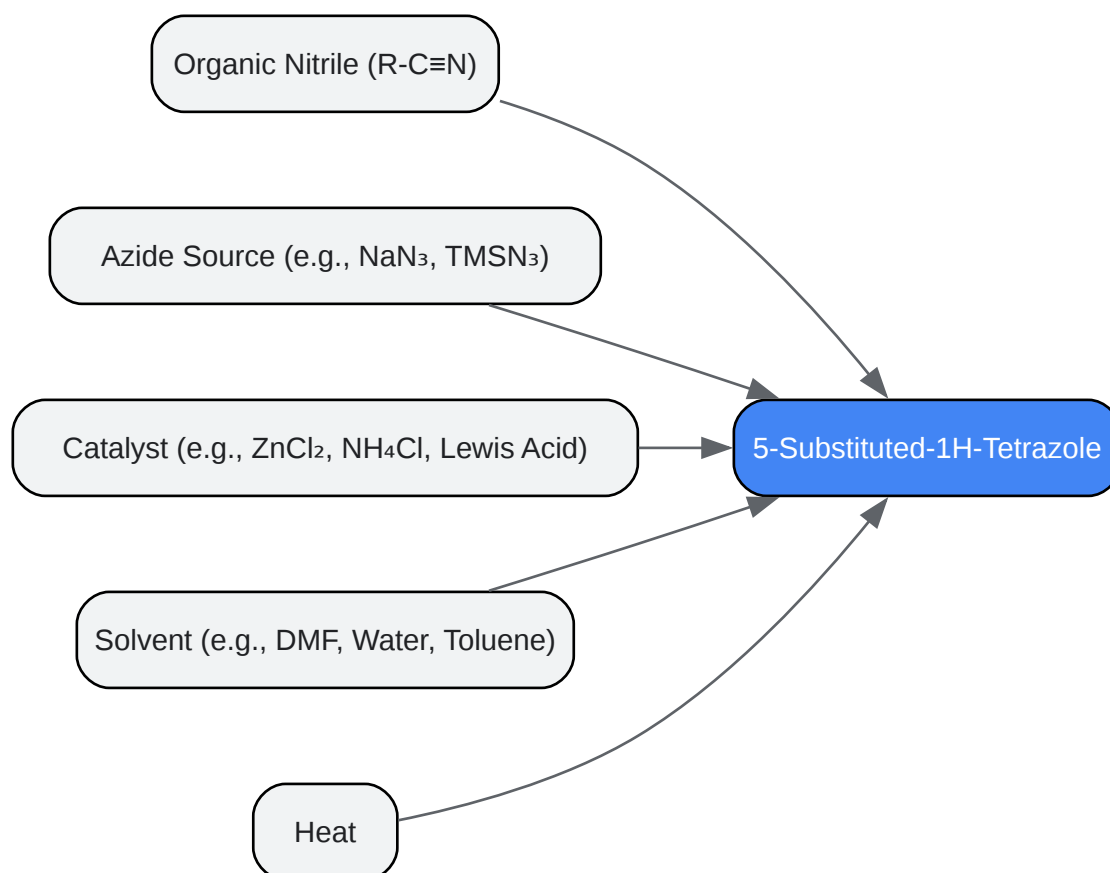 Organic Nitrile (R-C≡N)
Azide Source (e.g., NaN₃, TMSN₃)
Catalyst (e.g., ZnCl₂, NH₄Cl, Lewis Acid)
5-Substituted-1H-Tetrazole
Solvent (e.g., DMF, Water, Toluene)
Heat